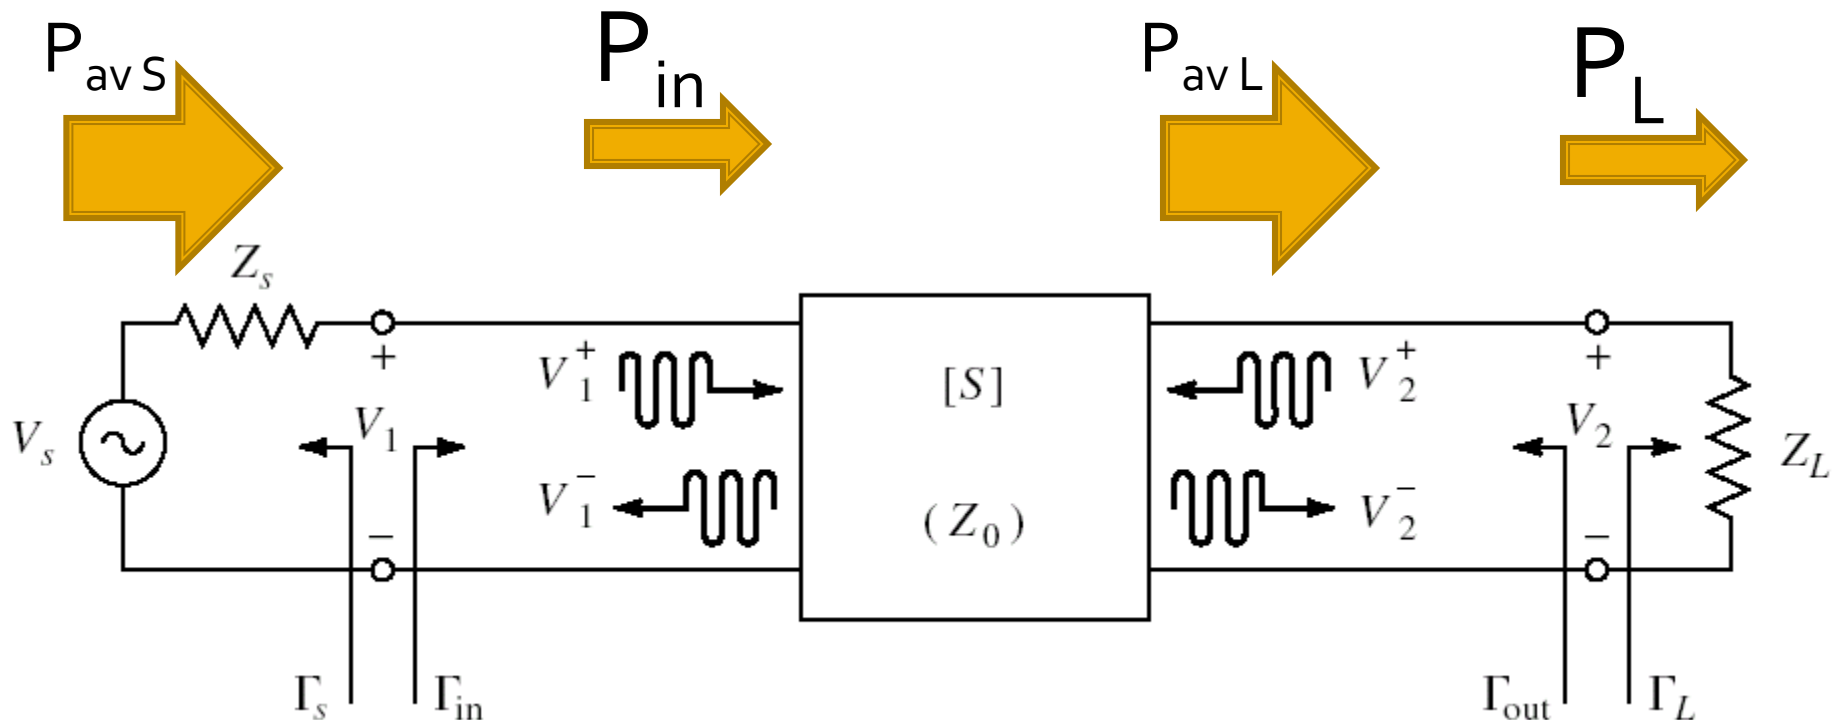 P av S
P in
P av L
P L
Z s
+
V 1 +
[S]
V 2 +
+
V s
V 1
V 2
Z L
V 1 −
(Z 0)
V 2 −
−
−
Γ s
Γ in
Γ out
Γ L